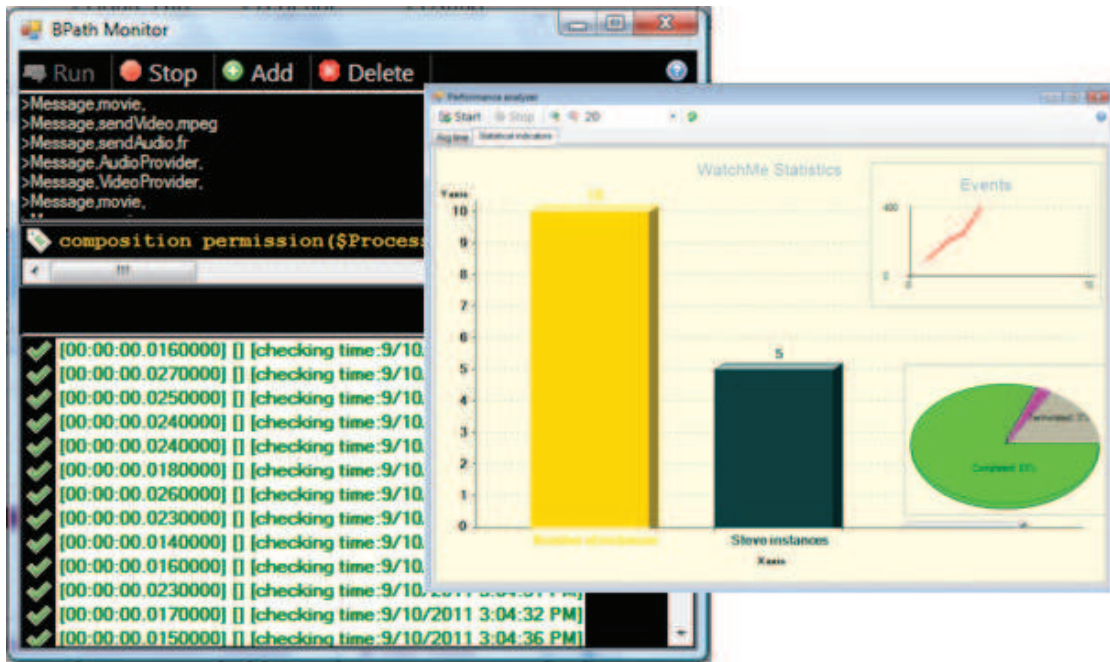 BPath Monitor
Run Stop Add Delete
>Message,movie,
>Message,sendVideo,mpeg
>Message,sendAudio,fr
>Message,AudioProvider,
>Message,VideoProvider,
>Message,movie,
composition permission($Process
[00:00:00.0160000] [] [checking time:9/10/
[00:00:00.0270000] [] [checking time:9/10/
[00:00:00.0250000] [] [checking time:9/10/
[00:00:00.0240000] [] [checking time:9/10/
[00:00:00.0240000] [] [checking time:9/10/
[00:00:00.0180000] [] [checking time:9/10/
[00:00:00.0260000] [] [checking time:9/10/
[00:00:00.0230000] [] [checking time:9/10.
[00:00:00.0140000] [] [checking time:9/10.
[00:00:00.0160000] [] [checking time:9/10/
[00:00:00.0230000] [] [checking time:9/10/2011 3:04:31 PM]
[00:00:00.0170000] [] [checking time:9/10/2011 3:04:32 PM]
[00:00:00.0150000] [] [checking time:9/10/2011 3:04:36 PM]
Performance analyzer
Start Stop 20
Statistical indicators
WatchMe Statistics
Yaxis
10
9
8
7
6
5
4
3
2
1
0
10
5
Stove instances
Xaxis
Events
400
0
0
10
Terminated:
Completed: